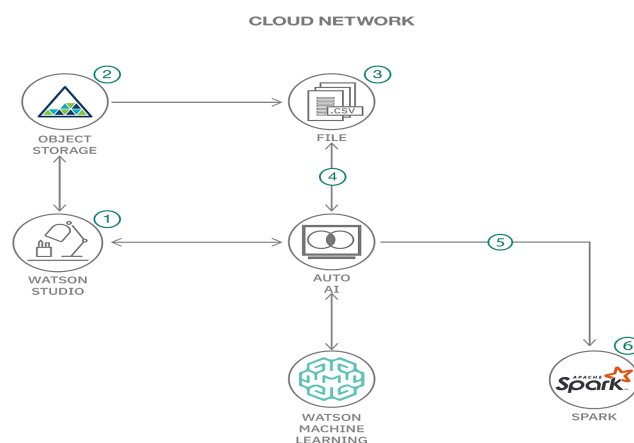 CLOUD NETWORK
2
3
.CSV
OBJECT
STORAGE
FILE
4
1
5
WATSON
STUDIO
AUTO
AI
6
APACHE
Spark
WATSON
MACHINE
LEARNING
SPARK